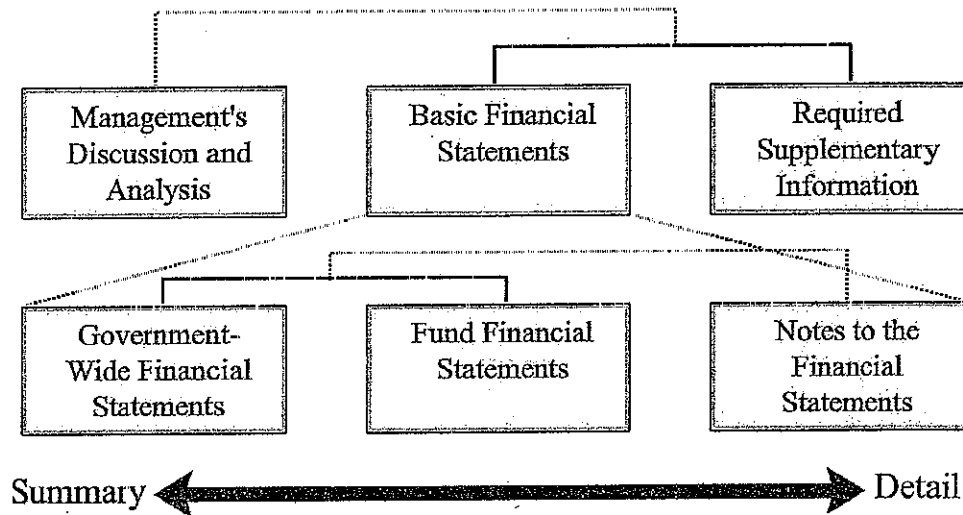 Management's
Discussion and
Analysis
Basic Financial
Statements
Required
Supplementary
Information
Government-
Wide Financial
Statements
Fund Financial
Statements
Notes to the
Financial
Statements
Summary
Detail